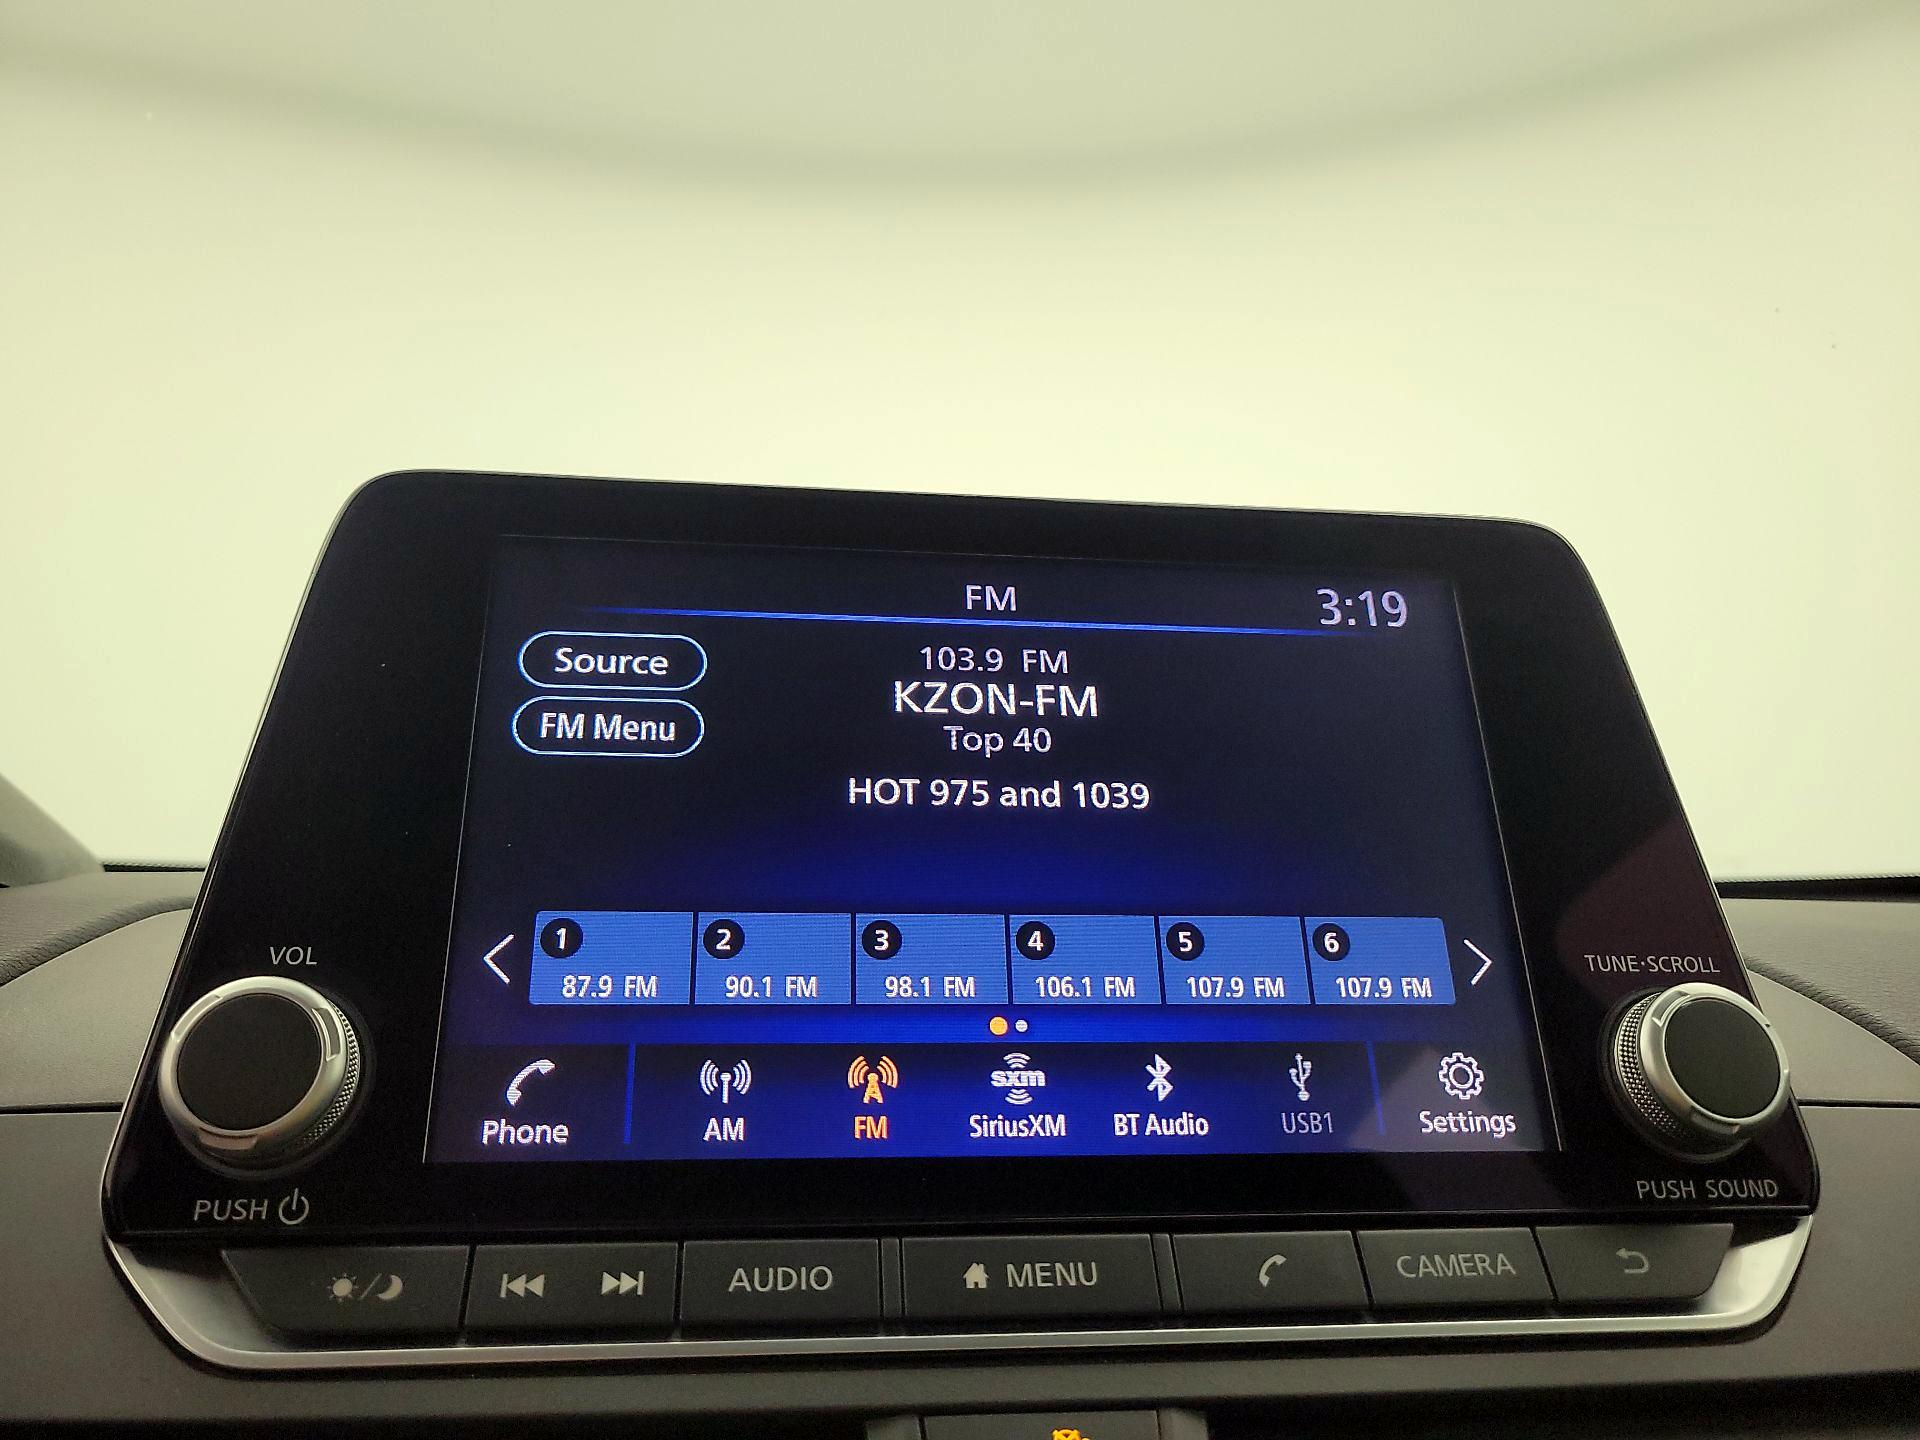 FM
3:19
Source
103.9 FM
KZON-FM
FM Menu
Top 40
HOT 975 and 1039
1 2 3 4 5 6
87.9 FM 90.1 FM 98.1 FM 106.1 FM 107.9 FM 107.9 FM
VOL
TUNE·SCROLL
sxm
Phone AM FM SiriusXM BT Audio USB1 Settings
PUSH
PUSH SOUND
AUDIO MENU CAMERA